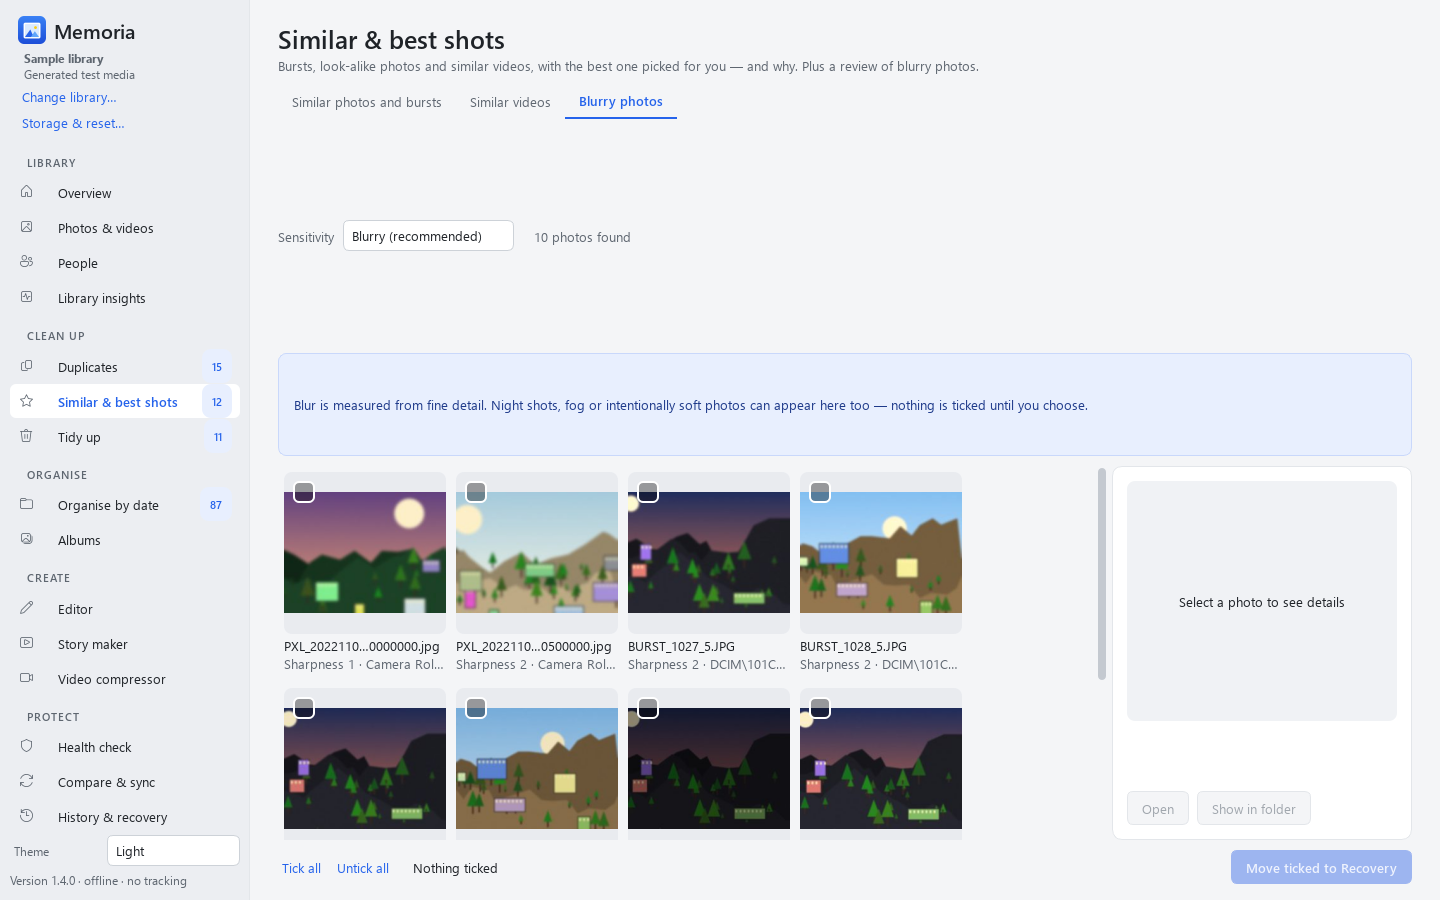 Memoria
Sample library
Generated test media
Change library...
Storage & reset...
LIBRARY
Overview
Photos & videos
People
Library insights
CLEAN UP
Duplicates 15
Similar & best shots 12
Tidy up 11
ORGANISE
Organise by date 87
Albums
CREATE
Editor
Story maker
Video compressor
PROTECT
Health check
Compare & sync
History & recovery
Theme Light
Version 1.4.0 · offline · no tracking
Similar & best shots
Bursts, look-alike photos and similar videos, with the best one picked for you — and why. Plus a review of blurry photos.
Similar photos and bursts Similar videos Blurry photos
Sensitivity Blurry (recommended) 10 photos found
Blur is measured from fine detail. Night shots, fog or intentionally soft photos can appear here too — nothing is ticked until you choose.
PXL_2022110...0000000.jpg PXL_2022110...0500000.jpg BURST_1027_5.JPG BURST_1028_5.JPG
Sharpness 1 · Camera Rol... Sharpness 2 · Camera Rol... Sharpness 2 · DCIM\101C... Sharpness 2 · DCIM\101C...
Select a photo to see details
Open Show in folder
Tick all Untick all Nothing ticked Move ticked to Recovery